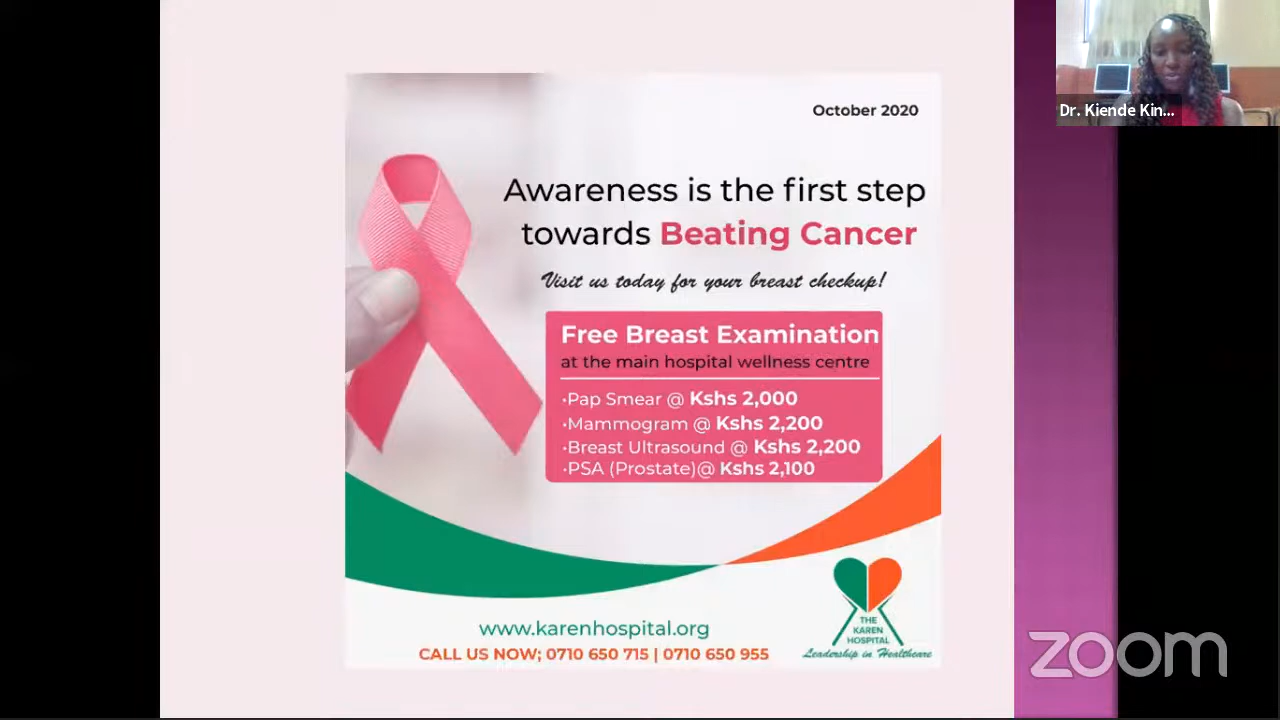 Dr. Kiende Kin...
October 2020
Awareness is the first step
towards Beating Cancer
Visit us today for your breast checkup!
Free Breast Examination
at the main hospital wellness centre
•Pap Smear @ Kshs 2,000
•Mammogram @ Kshs 2,200
•Breast Ultrasound @ Kshs 2,200
•PSA (Prostate)@ Kshs 2,100
THE
KAREN
HOSPITAL
Leadership in Healthcare
www.karenhospital.org
CALL US NOW; 0710 650 715 | 0710 650 955
zoom